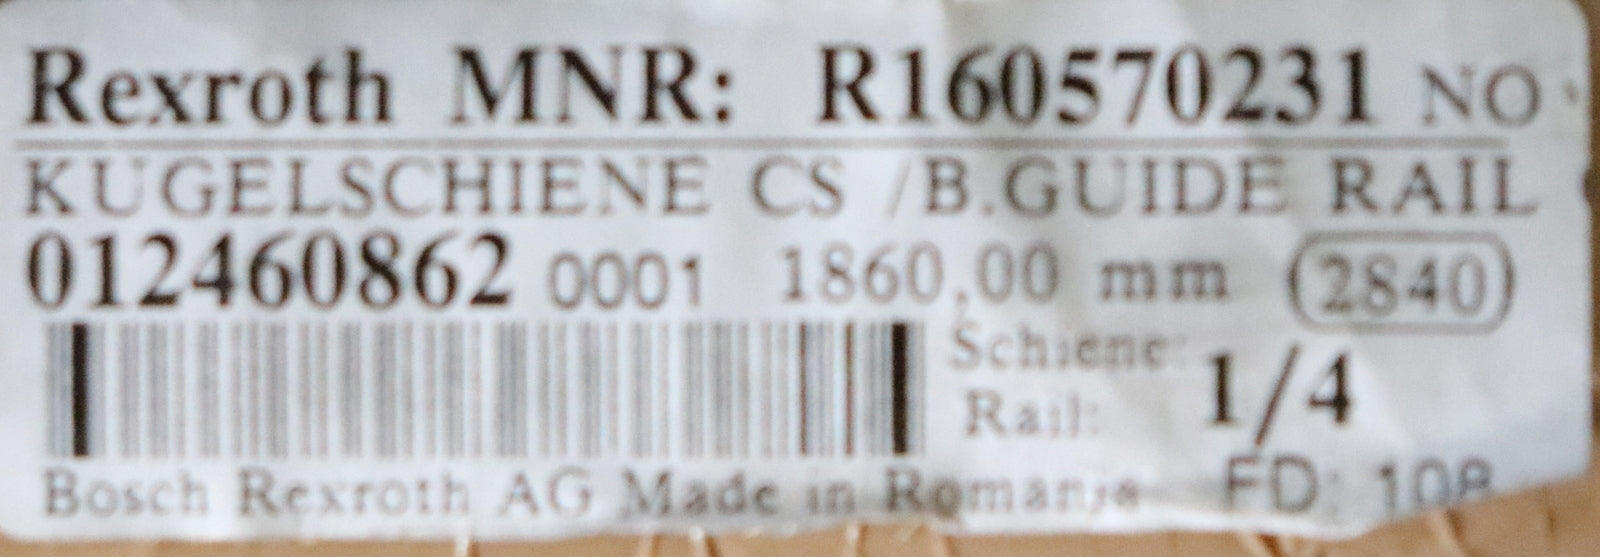 Rexroth MNR: R160570231 NO
KUGELSCHIENE CS /B.GUIDE RAIL
012460862 0001 1860,00 mm 2840
Schiene: 1/4
Rail:
Bosch Rexroth AG Made in Romania FD: 108